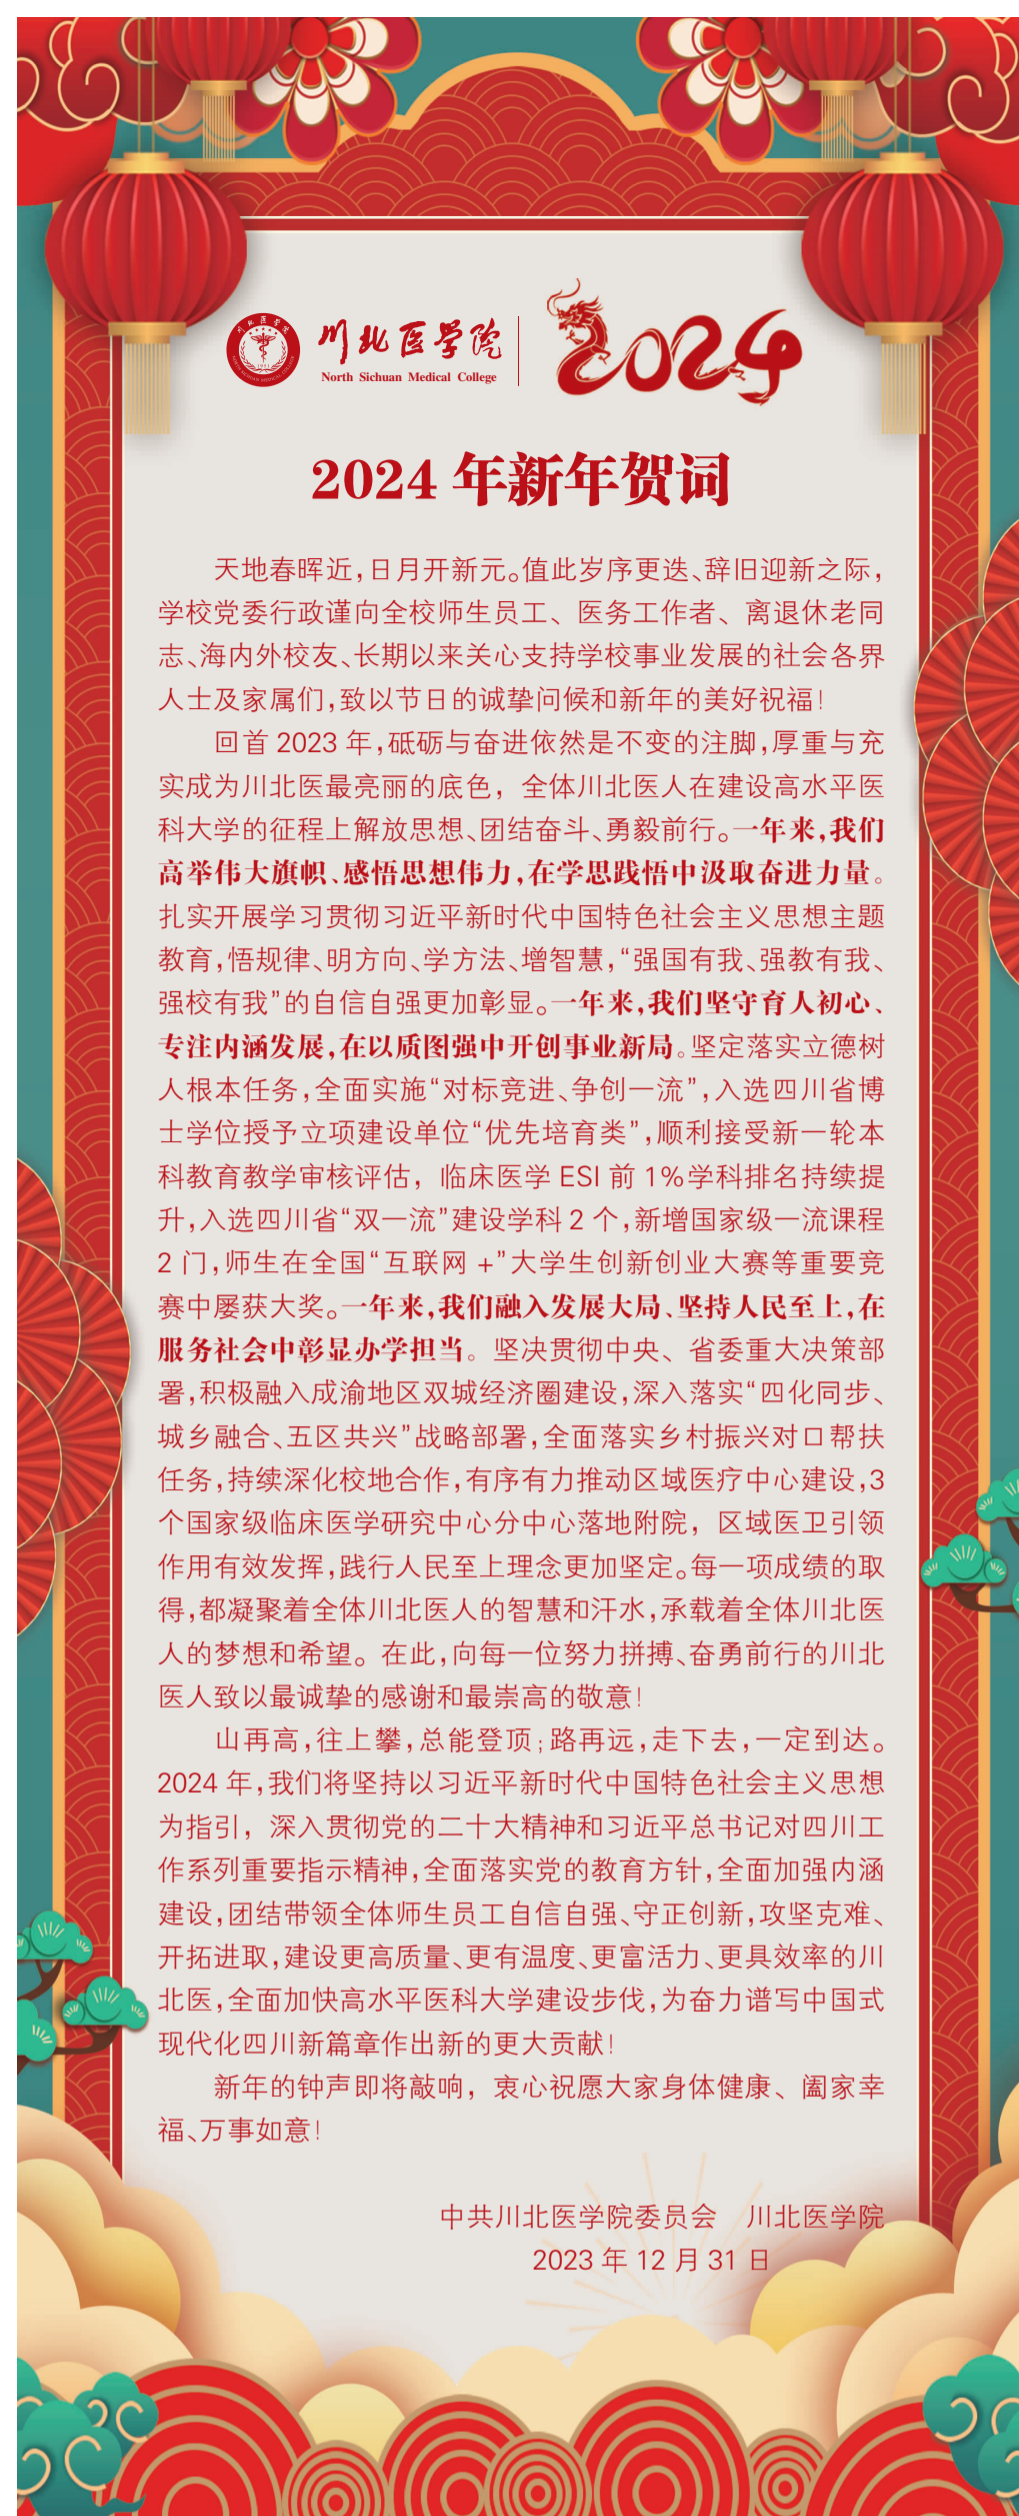 川北医学院
North Sichuan Medical College
2024
2024 年新年贺词
天地春晖近，日月开新元。值此岁序更迭、辞旧迎新之际，
学校党委行政谨向全校师生员工、医务工作者、离退休老同
志、海内外校友、长期以来关心支持学校事业发展的社会各界
人士及家属们，致以节日的诚挚问候和新年的美好祝福！
回首 2023 年，砥砺与奋进依然是不变的注脚，厚重与充
实成为川北医最亮丽的底色，全体川北医人在建设高水平医
科大学的征程上解放思想、团结奋斗、勇毅前行。一年来，我们
高举伟大旗帜、感悟思想伟力，在学思践悟中汲取奋进力量。
扎实开展学习贯彻习近平新时代中国特色社会主义思想主题
教育，悟规律、明方向、学方法、增智慧，“强国有我、强教有我、
强校有我”的自信自强更加彰显。一年来，我们坚守育人初心、
专注内涵发展，在以质图强中开创事业新局。坚定落实立德树
人根本任务，全面实施“对标竞进、争创一流”，入选四川省博
士学位授予立项建设单位“优先培育类”，顺利接受新一轮本
科教育教学审核评估，临床医学 ESI 前 1%学科排名持续提
升，入选四川省“双一流”建设学科 2 个，新增国家级一流课程
2 门，师生在全国“互联网 +”大学生创新创业大赛等重要竞
赛中屡获大奖。一年来，我们融入发展大局、坚持人民至上，在
服务社会中彰显办学担当。坚决贯彻中央、省委重大决策部
署，积极融入成渝地区双城经济圈建设，深入落实“四化同步、
城乡融合、五区共兴”战略部署，全面落实乡村振兴对口帮扶
任务，持续深化校地合作，有序有力推动区域医疗中心建设，3
个国家级临床医学研究中心分中心落地附院，区域医卫引领
作用有效发挥，践行人民至上理念更加坚定。每一项成绩的取
得，都凝聚着全体川北医人的智慧和汗水，承载着全体川北医
人的梦想和希望。在此，向每一位努力拼搏、奋勇前行的川北
医人致以最诚挚的感谢和最崇高的敬意！
山再高，往上攀，总能登顶；路再远，走下去，一定到达。
2024 年，我们将坚持以习近平新时代中国特色社会主义思想
为指引，深入贯彻党的二十大精神和习近平总书记对四川工
作系列重要指示精神，全面落实党的教育方针，全面加强内涵
建设，团结带领全体师生员工自信自强、守正创新，攻坚克难、
开拓进取，建设更高质量、更有温度、更富活力、更具效率的川
北医，全面加快高水平医科大学建设步伐，为奋力谱写中国式
现代化四川新篇章作出新的更大贡献！
新年的钟声即将敲响，衷心祝愿大家身体健康、阖家幸
福、万事如意！
中共川北医学院委员会　川北医学院
2023 年 12 月 31 日